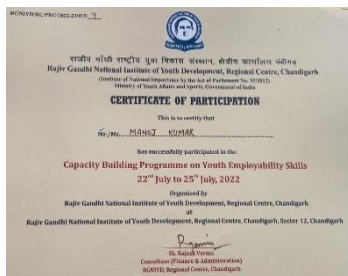 RGNIYD/RC/PRG/2022-23/019/
राजीव गांधी राष्ट्रीय युवा विकास संस्थान, क्षेत्रीय कार्यालय चंडीगढ़
Rajiv Gandhi National Institute of Youth Development, Regional Centre, Chandigarh
(Institute of National Importance by the Act of Parliament No. 35/2012)
Ministry of Youth Affairs and Sports, Government of India
CERTIFICATE OF PARTICIPATION
This is to certify that
Mr./Ms. MANOJ KUMAR
has successfully participated in the
Capacity Building Programme on Youth Employability Skills
22nd July to 25th July, 2022
Organized by
Rajiv Gandhi National Institute of Youth Development, Regional Centre, Chandigarh
at
Rajiv Gandhi National Institute of Youth Development, Regional Centre, Chandigarh, Sector 12, Chandigarh
Sh. Rajesh Verma
Consultant (Finance & Administration)
RGNIYD, Regional Centre, Chandigarh